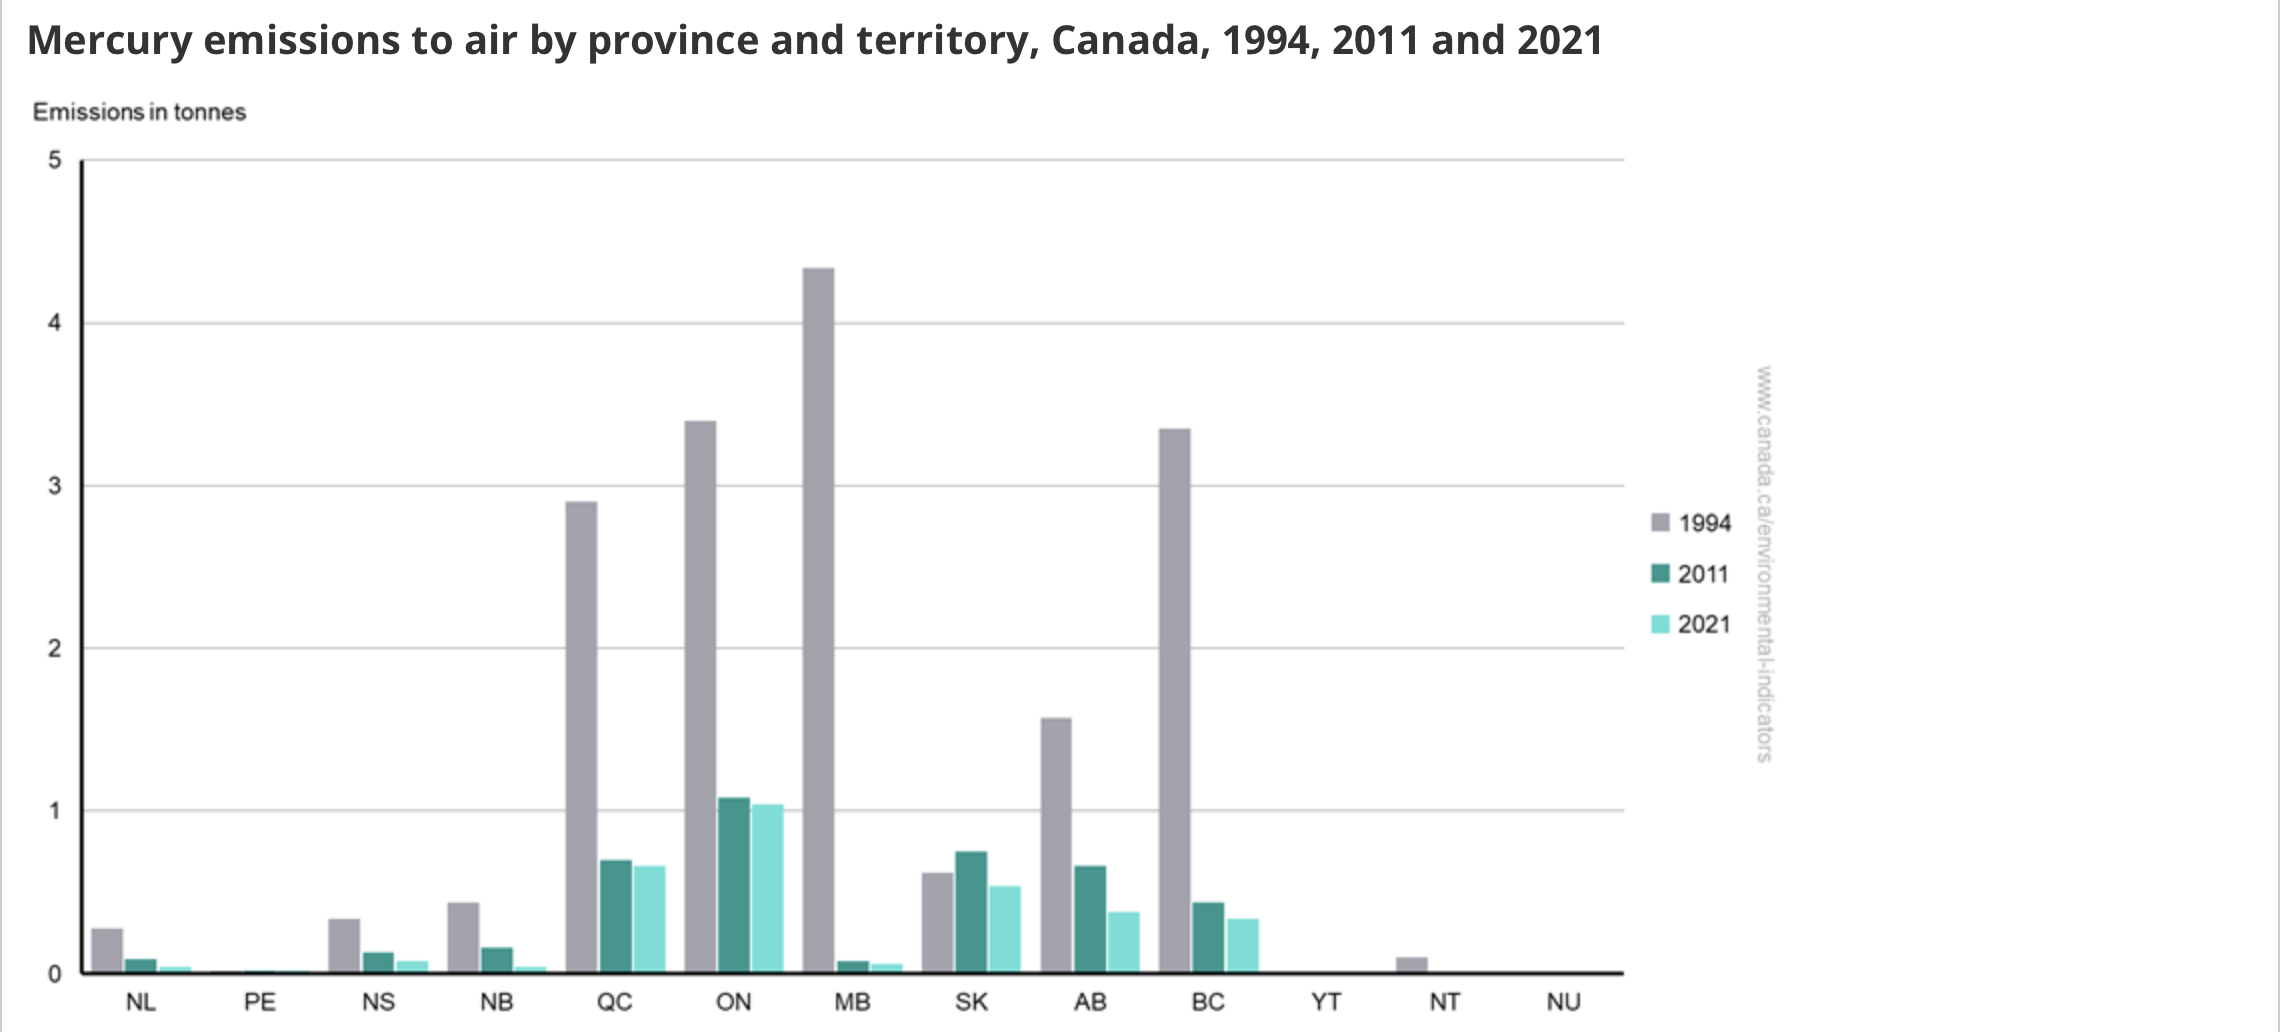 Mercury emissions to air by province and territory, Canada, 1994, 2011 and 2021
Emissions in tonnes
5
4
3
2
1
0
NL PE NS NB QC ON MB SK AB BC YT NT NU
1994
2011
2021
www.canada.ca/environmental-indicators